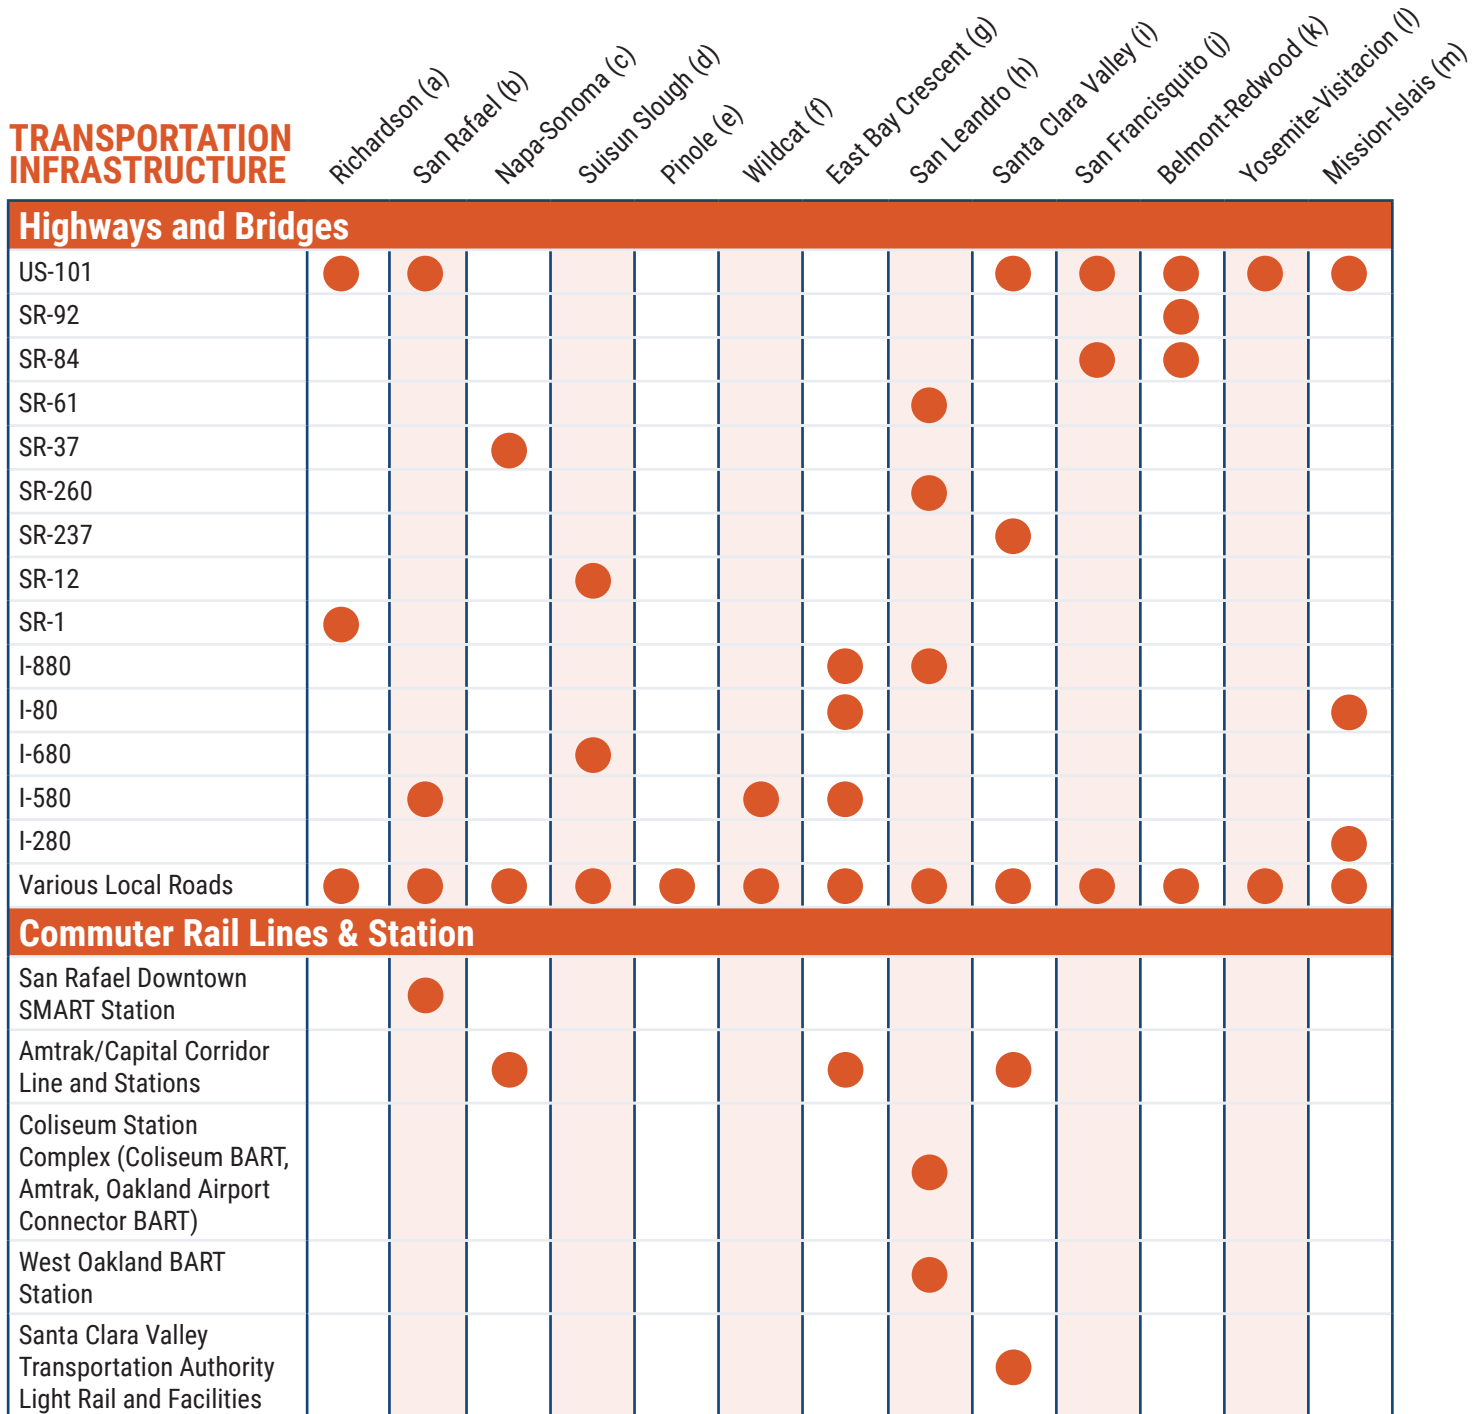 TRANSPORTATION
INFRASTRUCTURE
Richardson (a)
San Rafael (b)
Napa-Sonoma (c)
Suisun Slough (d)
Pinole (e)
Wildcat (f)
East Bay Crescent (g)
San Leandro (h)
Santa Clara Valley (i)
San Francisquito (j)
Belmont-Redwood (k)
Yosemite-Visitacion (l)
Mission-Islais (m)
Highways and Bridges
US-101
SR-92
SR-84
SR-61
SR-37
SR-260
SR-237
SR-12
SR-1
I-880
I-80
I-680
I-580
I-280
Various Local Roads
Commuter Rail Lines & Station
San Rafael Downtown
SMART Station
Amtrak/Capital Corridor
Line and Stations
Coliseum Station
Complex (Coliseum BART,
Amtrak, Oakland Airport
Connector BART)
West Oakland BART
Station
Santa Clara Valley
Transportation Authority
Light Rail and Facilities